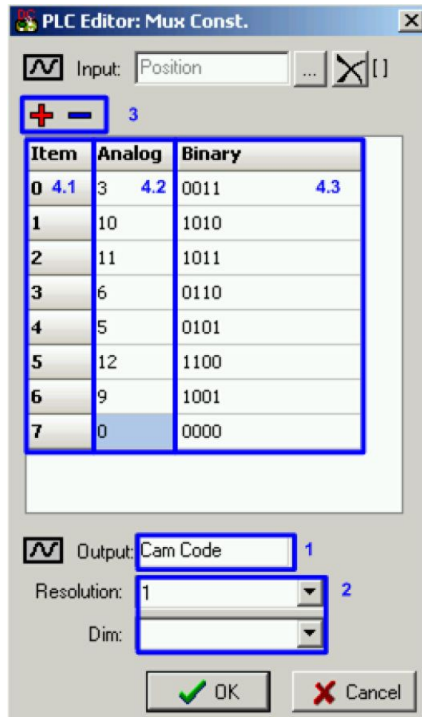 PLC Editor: Mux Const.
Input: Position ... [ ]
3
Item Analog Binary
0 4.1 3 4.2 0011 4.3
1 10 1010
2 11 1011
3 6 0110
4 5 0101
5 12 1100
6 9 1001
7 0 0000
Output: Cam Code 1
Resolution: 1 2
Dim:
OK Cancel